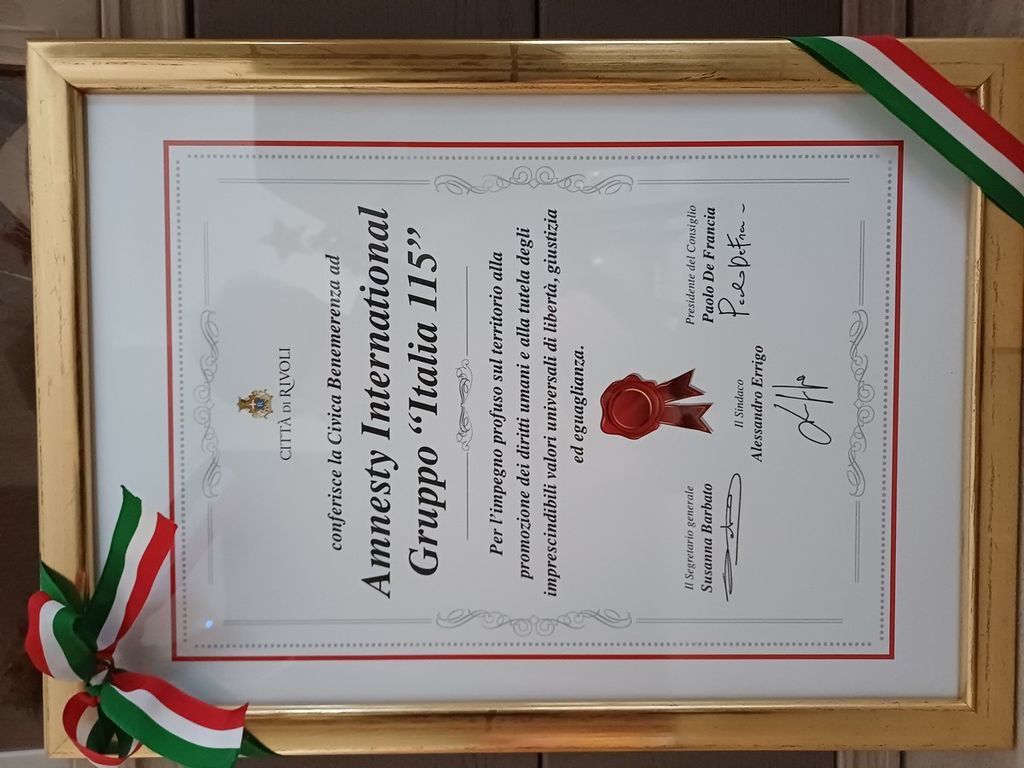 CITTÀ DI RIVOLI
conferisce la Civica Benemerenza ad
Amnesty International
Gruppo “Italia 115”
Per l’impegno profuso sul territorio alla
promozione dei diritti umani e alla tutela degli
imprescindibili valori universali di libertà, giustizia
ed eguaglianza.
Il Segretario generale
Susanna Barbato
Il Sindaco
Alessandro Errigo
Presidente del Consiglio
Paolo De Francia